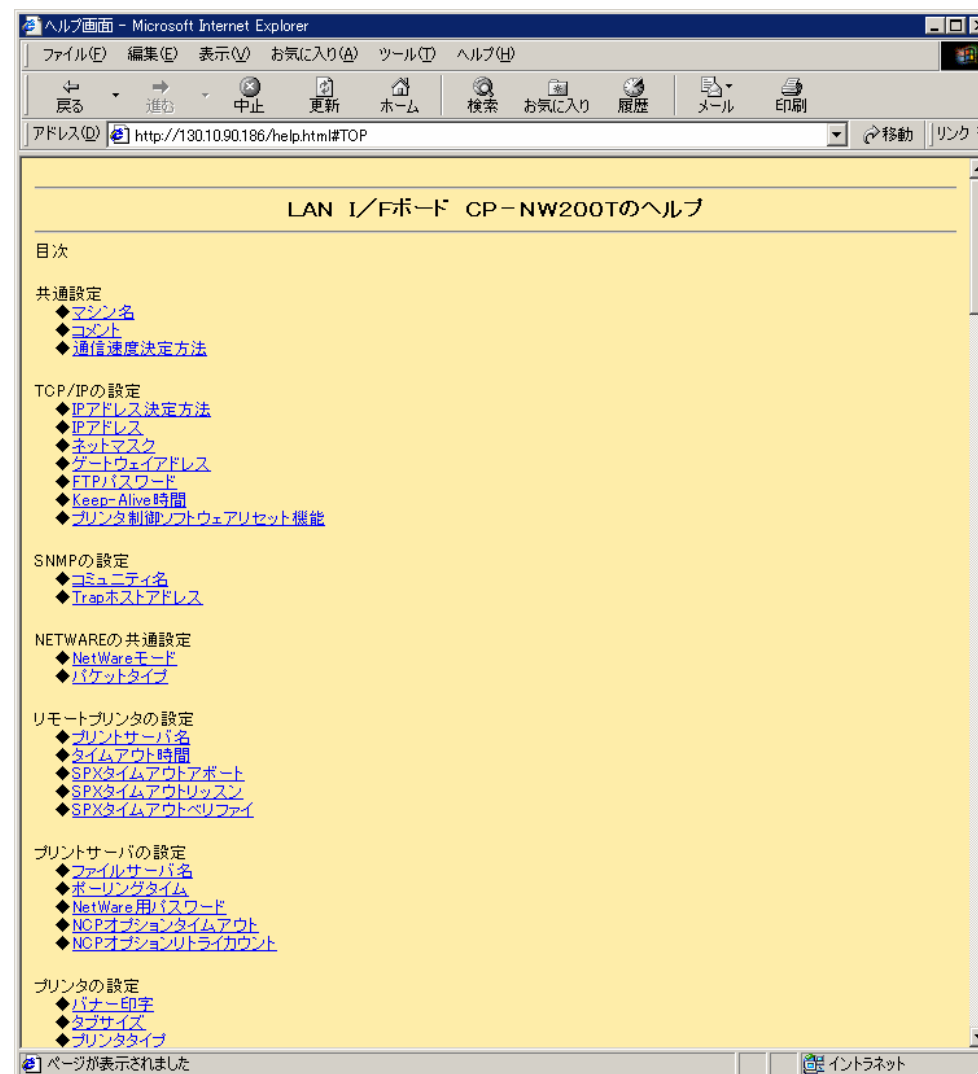 ヘルプ画面 - Microsoft Internet Explorer
ファイル(F) 編集(E) 表示(V) お気に入り(A) ツール(T) ヘルプ(H)
戻る 進む 中止 更新 ホーム 検索 お気に入り 履歴 メール 印刷
アドレス(D) http://130.10.90.186/help.html#TOP 移動 リンク
LAN I/Fボード CP-NW200Tのヘルプ
目次
共通設定
◆マシン名
◆コメント
◆通信速度決定方法
TCP/IPの設定
◆IPアドレス決定方法
◆IPアドレス
◆ネットマスク
◆ゲートウェイアドレス
◆FTPパスワード
◆Keep-Alive時間
◆プリンタ制御ソフトウェアリセット機能
SNMPの設定
◆コミュニティ名
◆Trapホストアドレス
NETWAREの共通設定
◆NetWareモード
◆パケットタイプ
リモートプリンタの設定
◆プリントサーバ名
◆タイムアウト時間
◆SPXタイムアウトアボート
◆SPXタイムアウトリッスン
◆SPXタイムアウトベリファイ
プリントサーバの設定
◆ファイルサーバ名
◆ポーリングタイム
◆NetWare用パスワード
◆NCPオプションタイムアウト
◆NCPオプションリトライカウント
プリンタの設定
◆バナー印字
◆タブサイズ
◆プリンタタイプ
ページが表示されました イントラネット